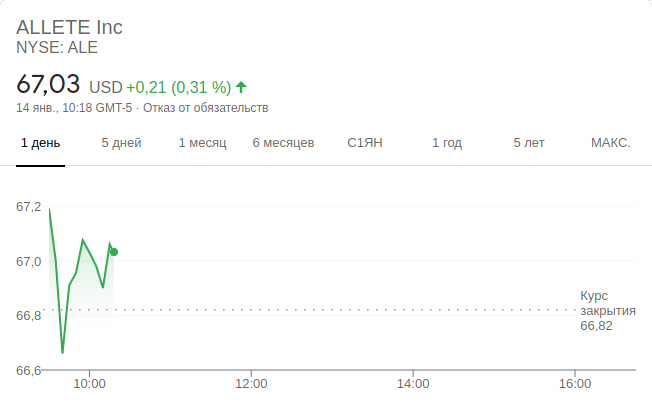 ALLETE Inc
NYSE: ALE
67,03 USD +0,21 (0,31 %)
14 янв., 10:18 GMT-5 · Отказ от обязательств
1 день 5 дней 1 месяц 6 месяцев С1ЯН 1 год 5 лет МАКС.
67,2
67,0
66,8
66,6
Курс
закрытия
66,82
10:00 12:00 14:00 16:00